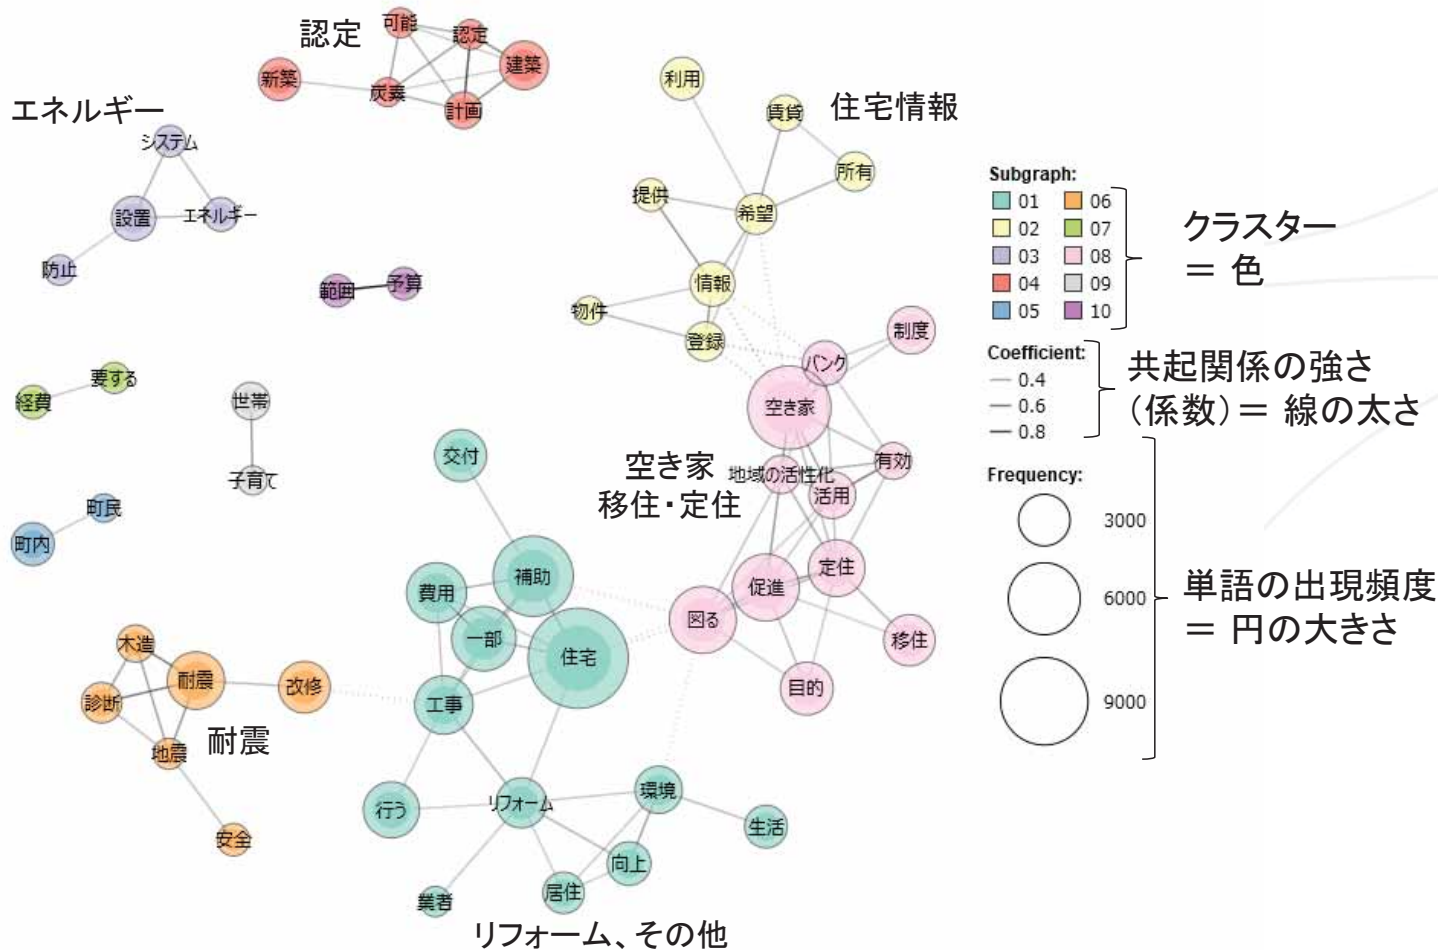 認定
可能
認定
建築
新築
炭素
計画
エネルギー
システム
設置
エネルギー
防止
範囲
予算
利用
賃貸
住宅情報
所有
提供
希望
情報
物件
登録
制度
バンク
空き家
要する
経費
世帯
子育て
町民
町内
交付
空き家
移住・定住
地域の活性化
有効
活用
補助
費用
一部
住宅
図る
促進
定住
移住
目的
木造
耐震
診断
改修
地震
耐震
安全
工事
行う
リフォーム
環境
生活
向上
居住
業者
リフォーム、その他
Subgraph:
01 06
02 07
03 08
04 09
05 10
クラスター
＝ 色
Coefficient:
0.4
0.6
0.8
共起関係の強さ
（係数）＝ 線の太さ
Frequency:
3000
6000
9000
単語の出現頻度
＝ 円の大きさ